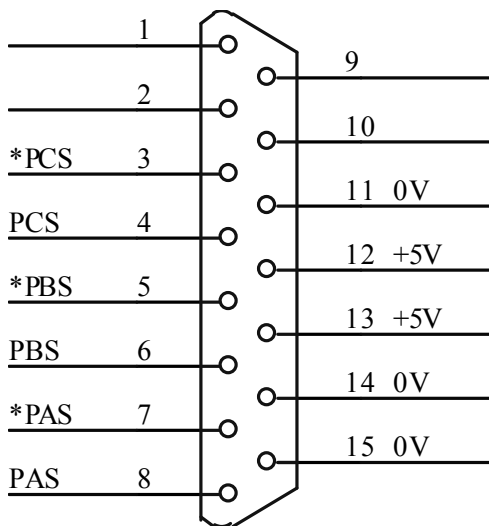 1
9
2
10
*PCS 3
11 0V
PCS 4
12 +5V
*PBS 5
13 +5V
PBS 6
14 0V
*PAS 7
15 0V
PAS 8